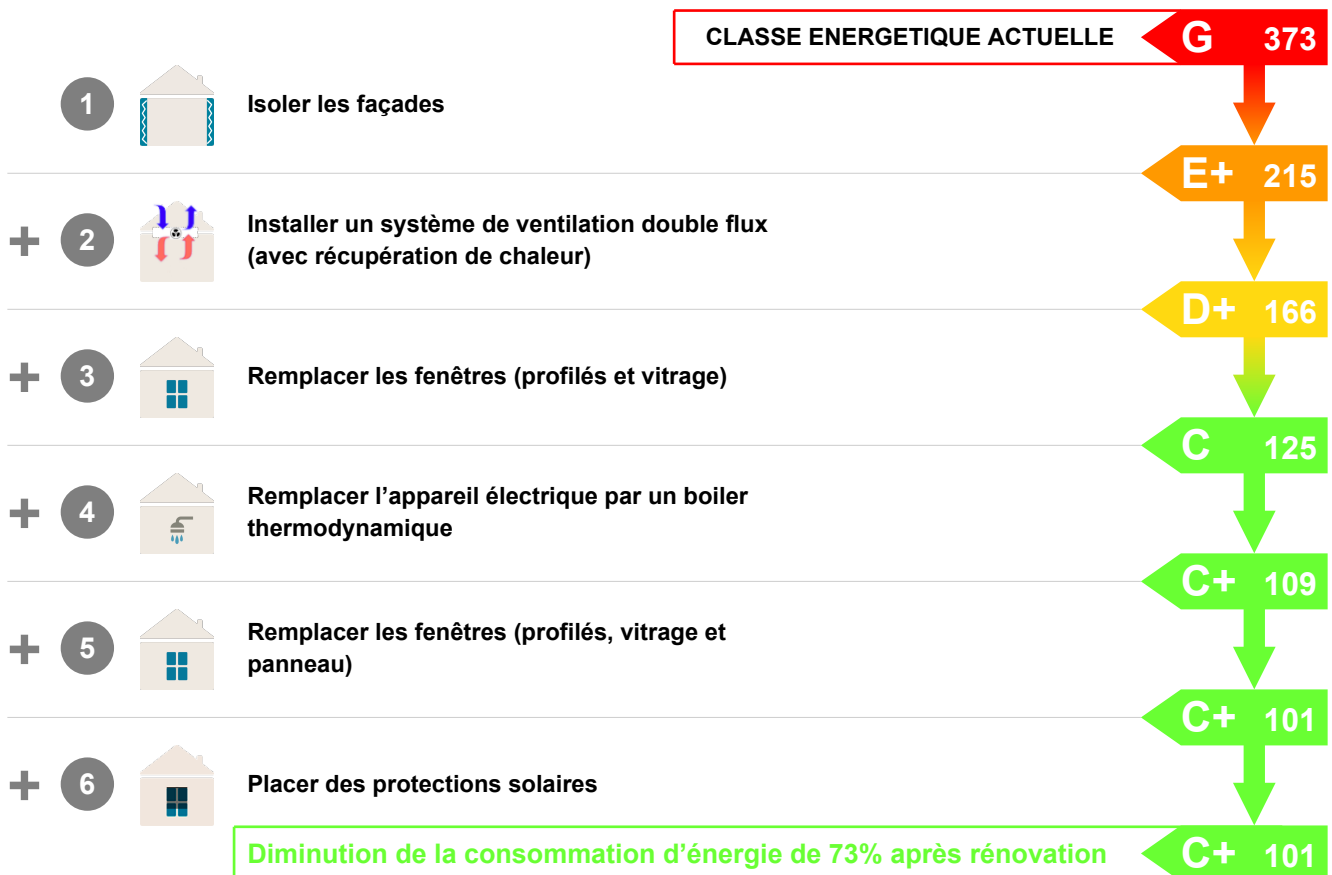 CLASSE ENERGETIQUE ACTUELLE G 373
1 Isoler les façades
E+ 215
+ 2 Installer un système de ventilation double flux
(avec récupération de chaleur)
D+ 166
+ 3 Remplacer les fenêtres (profilés et vitrage)
C 125
+ 4 Remplacer l’appareil électrique par un boiler
thermodynamique
C+ 109
+ 5 Remplacer les fenêtres (profilés, vitrage et
panneau)
C+ 101
+ 6 Placer des protections solaires
Diminution de la consommation d’énergie de 73% après rénovation C+ 101